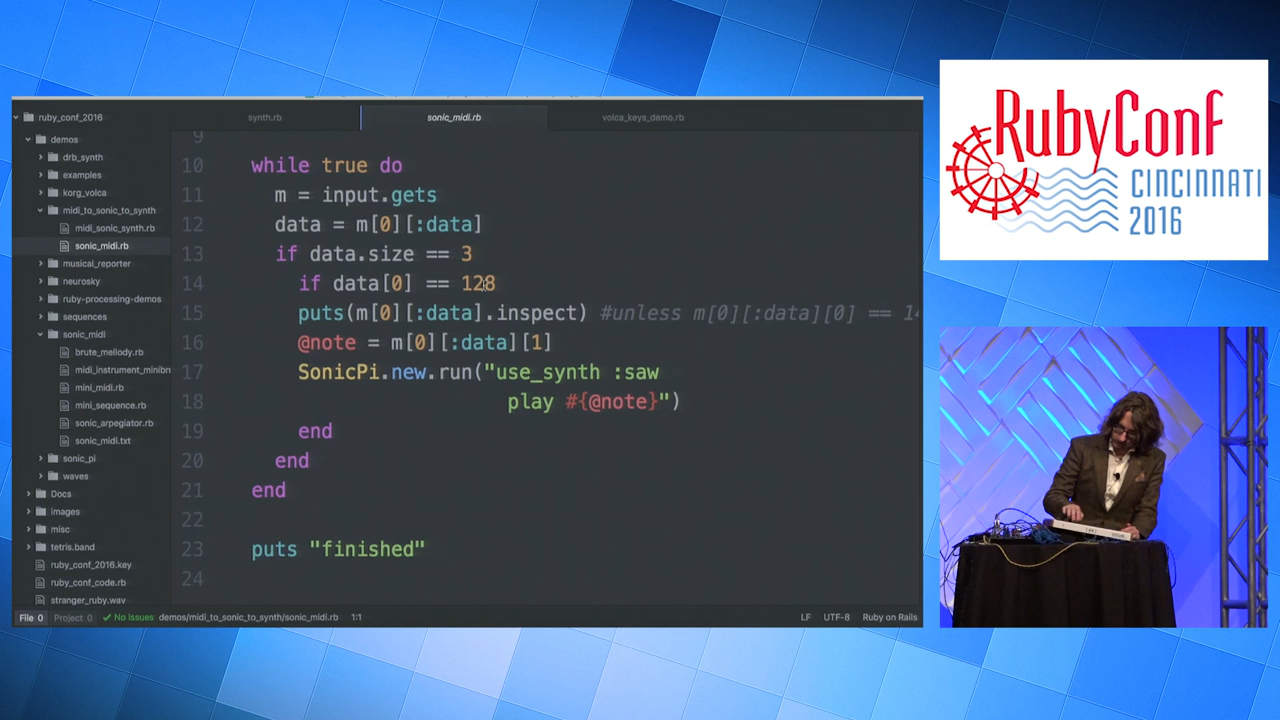 ruby_conf_2016
demos
drb_synth
examples
korg_volca
midi_to_sonic_to_synth
midi_sonic_synth.rb
sonic_midi.rb
musical_reporter
neurosky
ruby-processing-demos
sequences
sonic_midi
brute_mellody.rb
midi_instrument_minibn
mini_midi.rb
mini_sequence.rb
sonic_arpegiator.rb
sonic_midi.txt
sonic_pi
waves
Docs
images
misc
tetris.band
ruby_conf_2016.key
ruby_conf_code.rb
stranger_ruby.wav
synth.rb sonic_midi.rb volca_keys_demo.rb
9
10 while true do
11 m = input.gets
12 data = m[0][:data]
13 if data.size == 3
14 if data[0] == 128
15 puts(m[0][:data].inspect) #unless m[0][:data][0] == 14
16 @note = m[0][:data][1]
17 SonicPi.new.run("use_synth :saw
18 play #{@note}")
19 end
20 end
21 end
22
23 puts "finished"
24
File 0 Project 0 No Issues demos/midi_to_sonic_to_synth/sonic_midi.rb 1:1 LF UTF-8 Ruby on Rails
RubyConf
CINCINNATI
2016